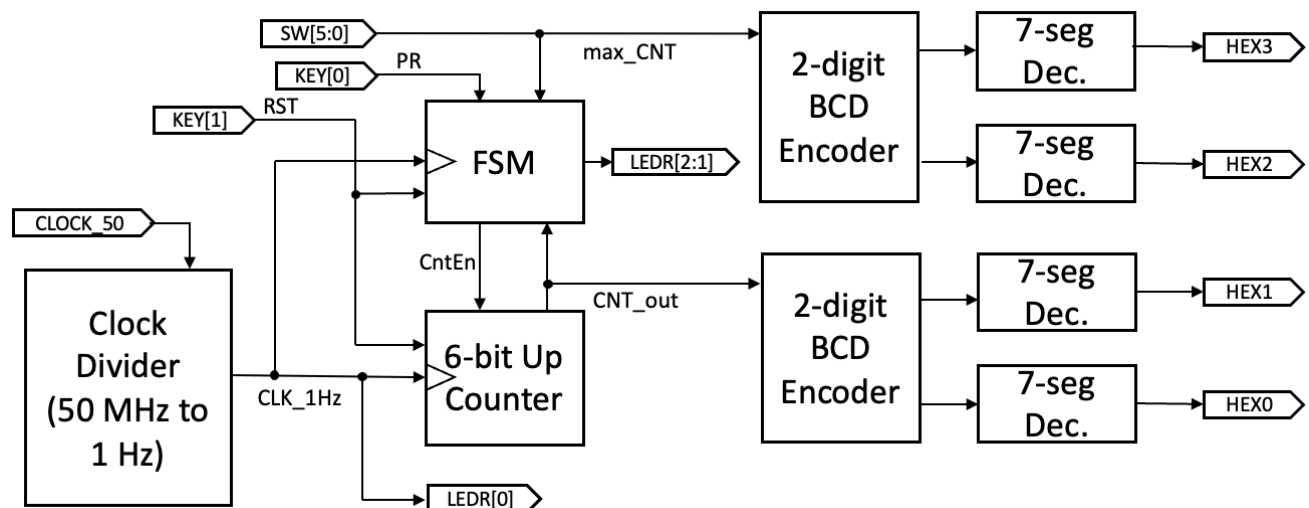 SW[5:0]
max_CNT
KEY[0]
PR
KEY[1]
RST
FSM
LEDR[2:1]
2-digit
BCD
Encoder
7-seg
Dec.
HEX3
7-seg
Dec.
HEX2
CLOCK_50
Clock
Divider
(50 MHz to
1 Hz)
CLK_1Hz
CntEn
CNT_out
6-bit Up
Counter
LEDR[0]
2-digit
BCD
Encoder
7-seg
Dec.
HEX1
7-seg
Dec.
HEX0